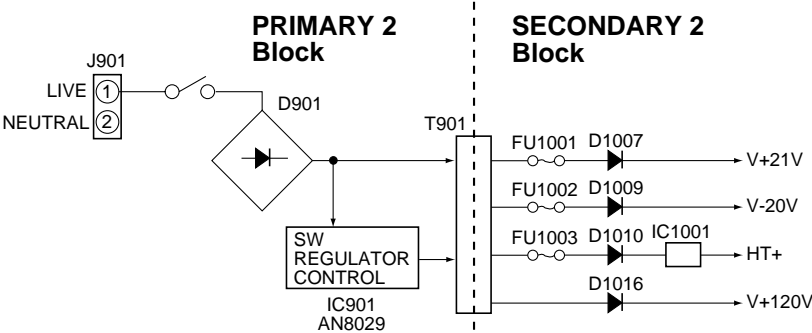 PRIMARY 2
Block
SECONDARY 2
Block
J901
LIVE 1
NEUTRAL 2
D901
T901
FU1001 D1007
V+21V
FU1002 D1009
V-20V
FU1003 D1010 IC1001
HT+
D1016
V+120V
SW
REGULATOR
CONTROL
IC901
AN8029